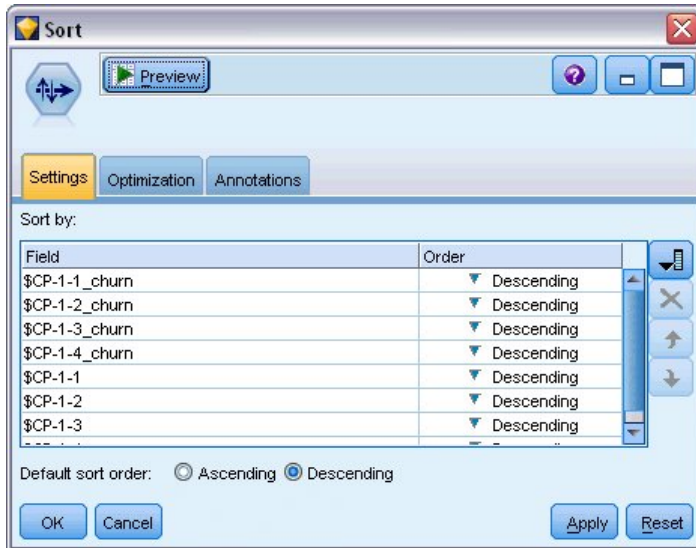 Sort
Preview
Settings Optimization Annotations
Sort by:
Field Order
$CP-1-1_churn Descending
$CP-1-2_churn Descending
$CP-1-3_churn Descending
$CP-1-4_churn Descending
$CP-1-1 Descending
$CP-1-2 Descending
$CP-1-3 Descending
Default sort order: Ascending Descending
OK Cancel Apply Reset